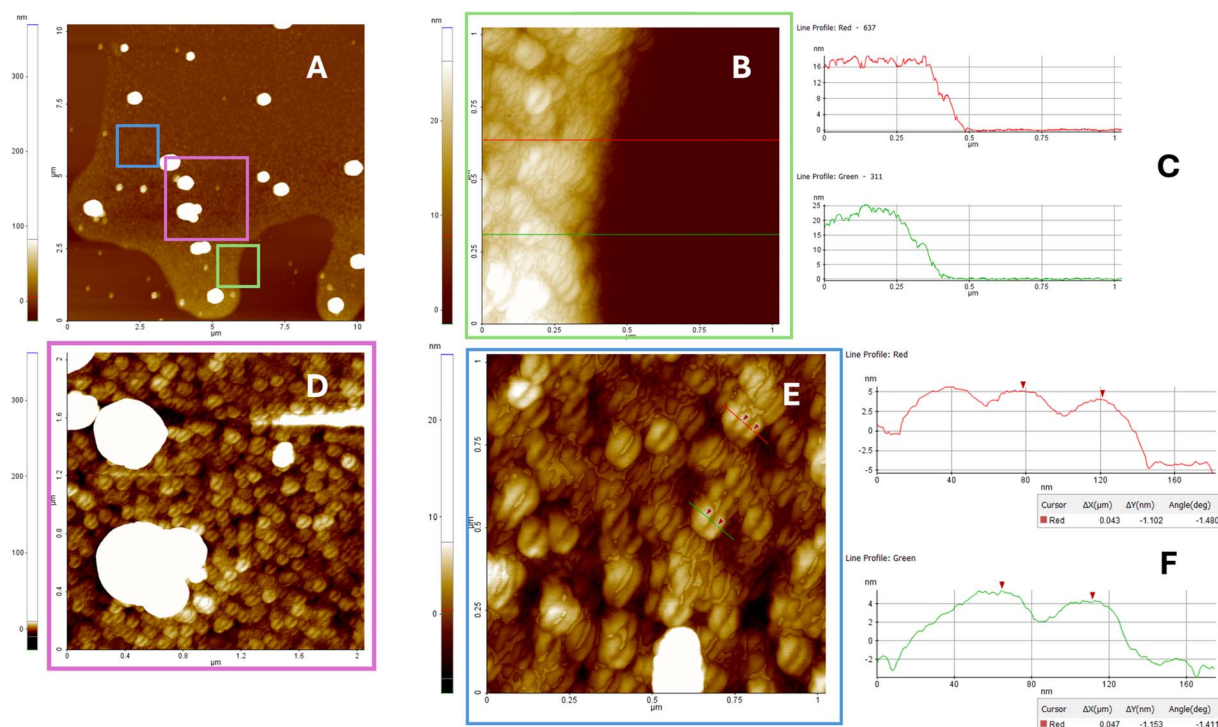 nm
300
200
100
0
10
7.5
5
2.5
0
µm
0
2.5
5
7.5
10
µm
A
nm
20
10
0
1
0.75
0.5
0.25
0
µm
0
0.25
0.5
0.75
1
µm
B
Line Profile: Red - 637
nm
16
12
8
4
0
0
0.25
0.5
0.75
1
µm
Line Profile: Green - 311
nm
25
20
15
10
5
0
0
0.25
0.5
0.75
1
µm
C
nm
300
200
100
0
2
1.6
1.2
0.8
0.4
0
µm
0
0.4
0.8
1.2
1.6
2
µm
D
nm
20
10
0
1
0.75
0.5
0.25
0
µm
0
0.25
0.50
0.75
1
µm
E
Line Profile: Red
nm
5
2.5
0
-2.5
-5
0
40
80
120
160
nm
Cursor ΔX(µm) ΔY(nm) Angle(deg)
Red 0.043 -1.102 -1.480
Line Profile: Green
nm
4
2
0
-2
0
40
80
120
160
nm
F
Cursor ΔX(µm) ΔY(nm) Angle(deg)
Red 0.047 -1.153 -1.411